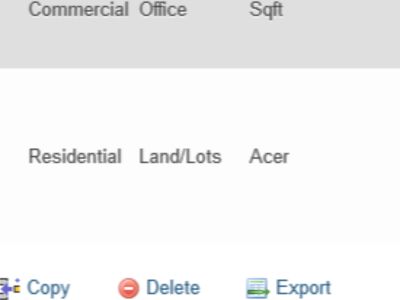 Commercial Office Sqft
Residential Land/Lots Acer
Copy Delete Export